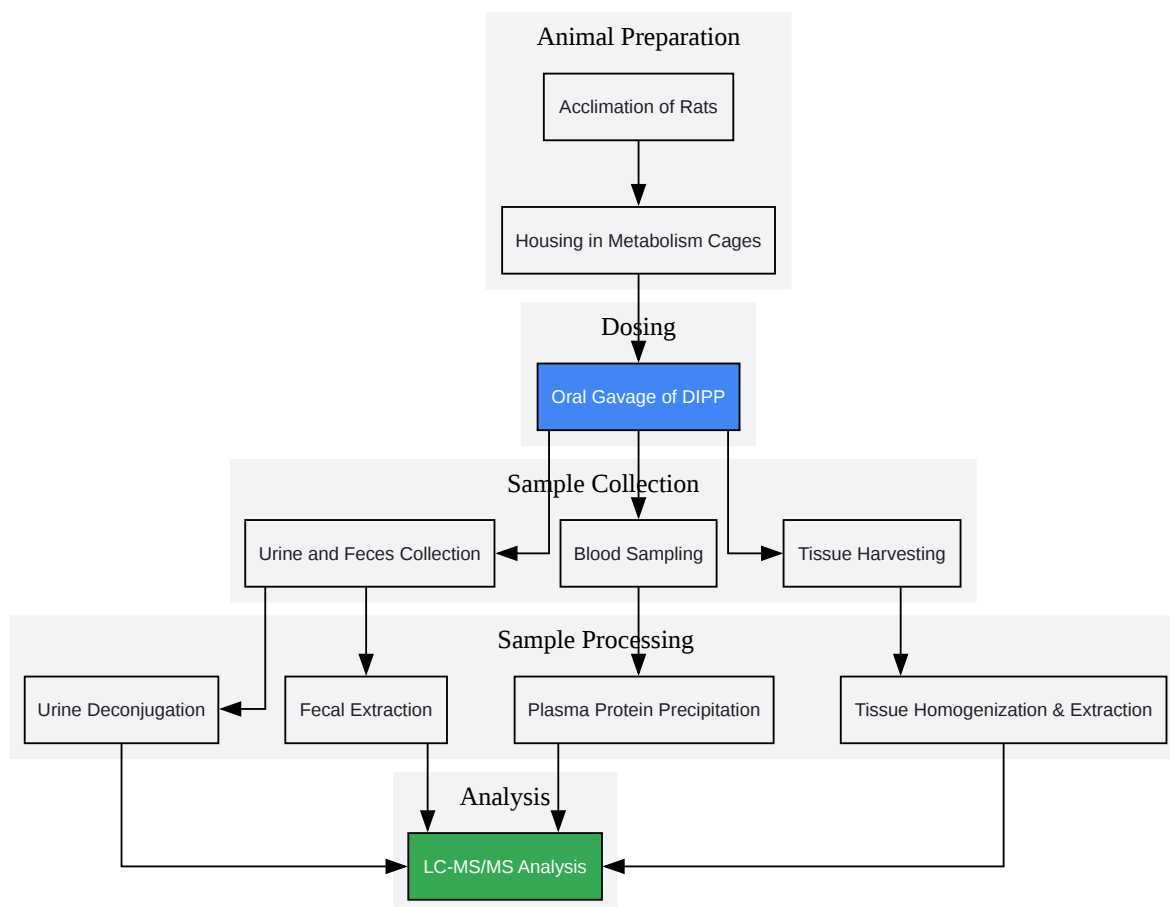 Animal Preparation
Acclimation of Rats
Housing in Metabolism Cages
Dosing
Oral Gavage of DIPP
Sample Collection
Urine and Feces Collection
Blood Sampling
Tissue Harvesting
Sample Processing
Urine Deconjugation
Fecal Extraction
Plasma Protein Precipitation
Tissue Homogenization & Extraction
Analysis
LC-MS/MS Analysis